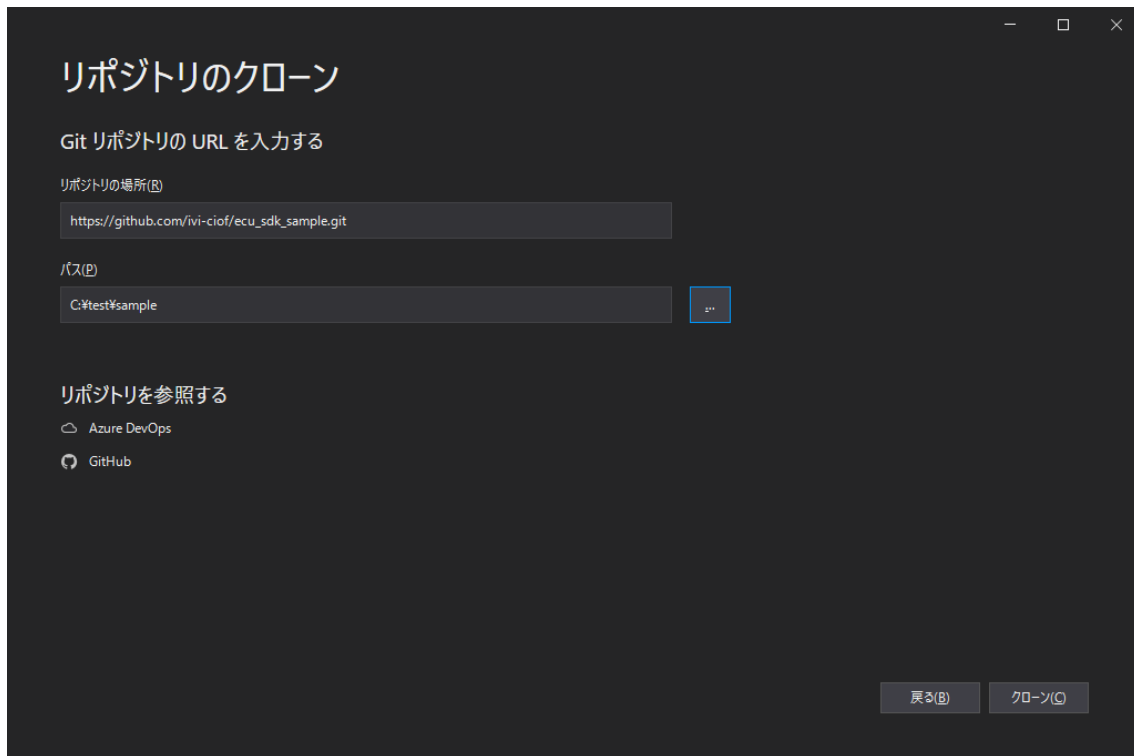 リポジトリのクローン
Git リポジトリの URL を入力する
リポジトリの場所(R)
https://github.com/ivi-ciof/ecu_sdk_sample.git
パス(P)
C:¥test¥sample
...
リポジトリを参照する
Azure DevOps
GitHub
戻る(B)
クローン(C)